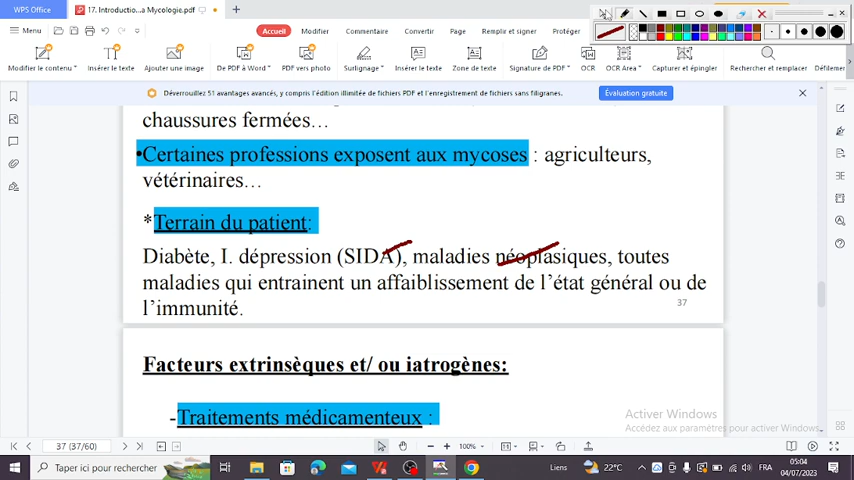 WPS Office
17. Introduction...a Mycologie.pdf
Menu
Accueil
Modifier
Commentaire
Convertir
Page
Remplir et signer
Protéger
Modifier le contenu
Insérer le texte
Ajouter une image
De PDF à Word
PDF vers photo
Surlignage
Insérer le texte
Zone de texte
Signature de PDF
OCR
OCR Area
Capturer et épingler
Rechercher et remplacer
Défilemer
Déverrouillez 51 avantages avancés, y compris l'édition illimitée de fichiers PDF et l'enregistrement de fichiers sans filigranes.
Évaluation gratuite
chaussures fermées…
•Certaines professions exposent aux mycoses : agriculteurs,
vétérinaires…
*Terrain du patient:
Diabète, I. dépression (SIDA), maladies néoplasiques, toutes
maladies qui entrainent un affaiblissement de l'état général ou de
l'immunité.
37
Facteurs extrinsèques et/ ou iatrogènes:
-Traitements médicamenteux :
Activer Windows
Accédez aux paramètres pour activer Windows.
37 (37/60)
100%
Taper ici pour rechercher
Liens
22°C
FRA
05:04
04/07/2023